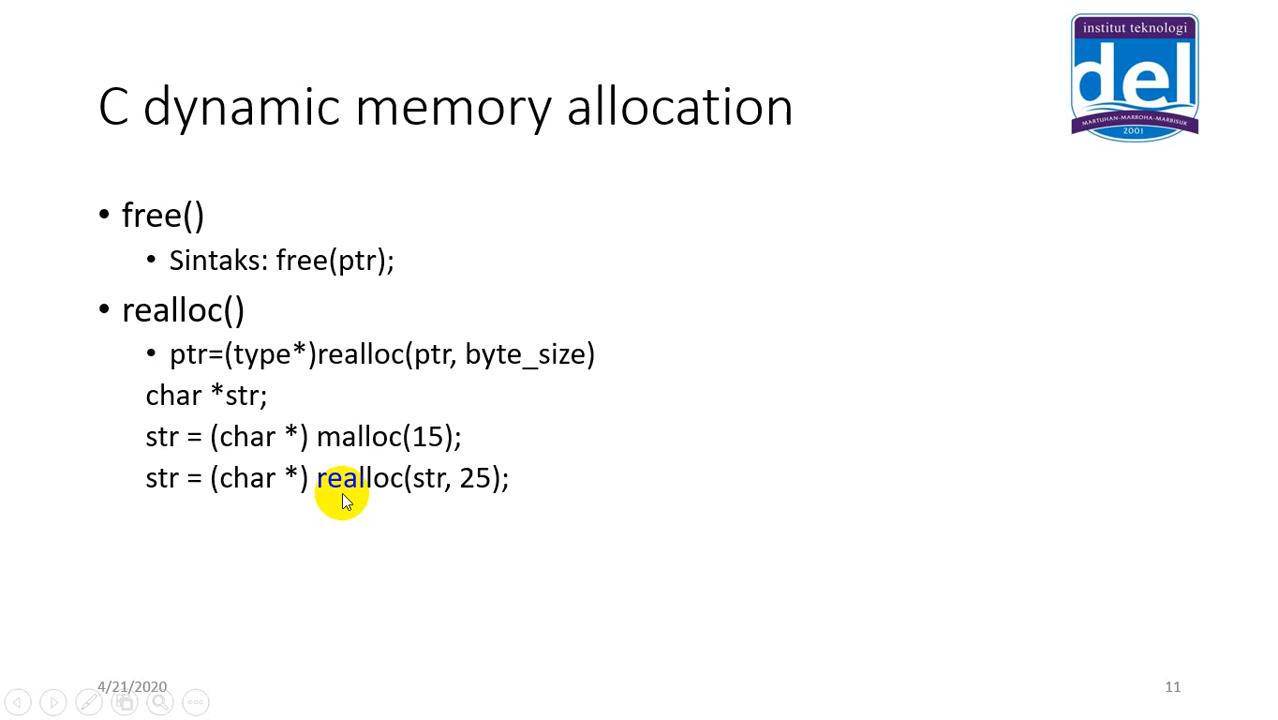 institut teknologi
del
MARTUHAN-MARROHA-MARBISUK
2001
C dynamic memory allocation
• free()
• Sintaks: free(ptr);
• realloc()
• ptr=(type*)realloc(ptr, byte_size)
char *str;
str = (char *) malloc(15);
str = (char *) realloc(str, 25);
4/21/2020
11